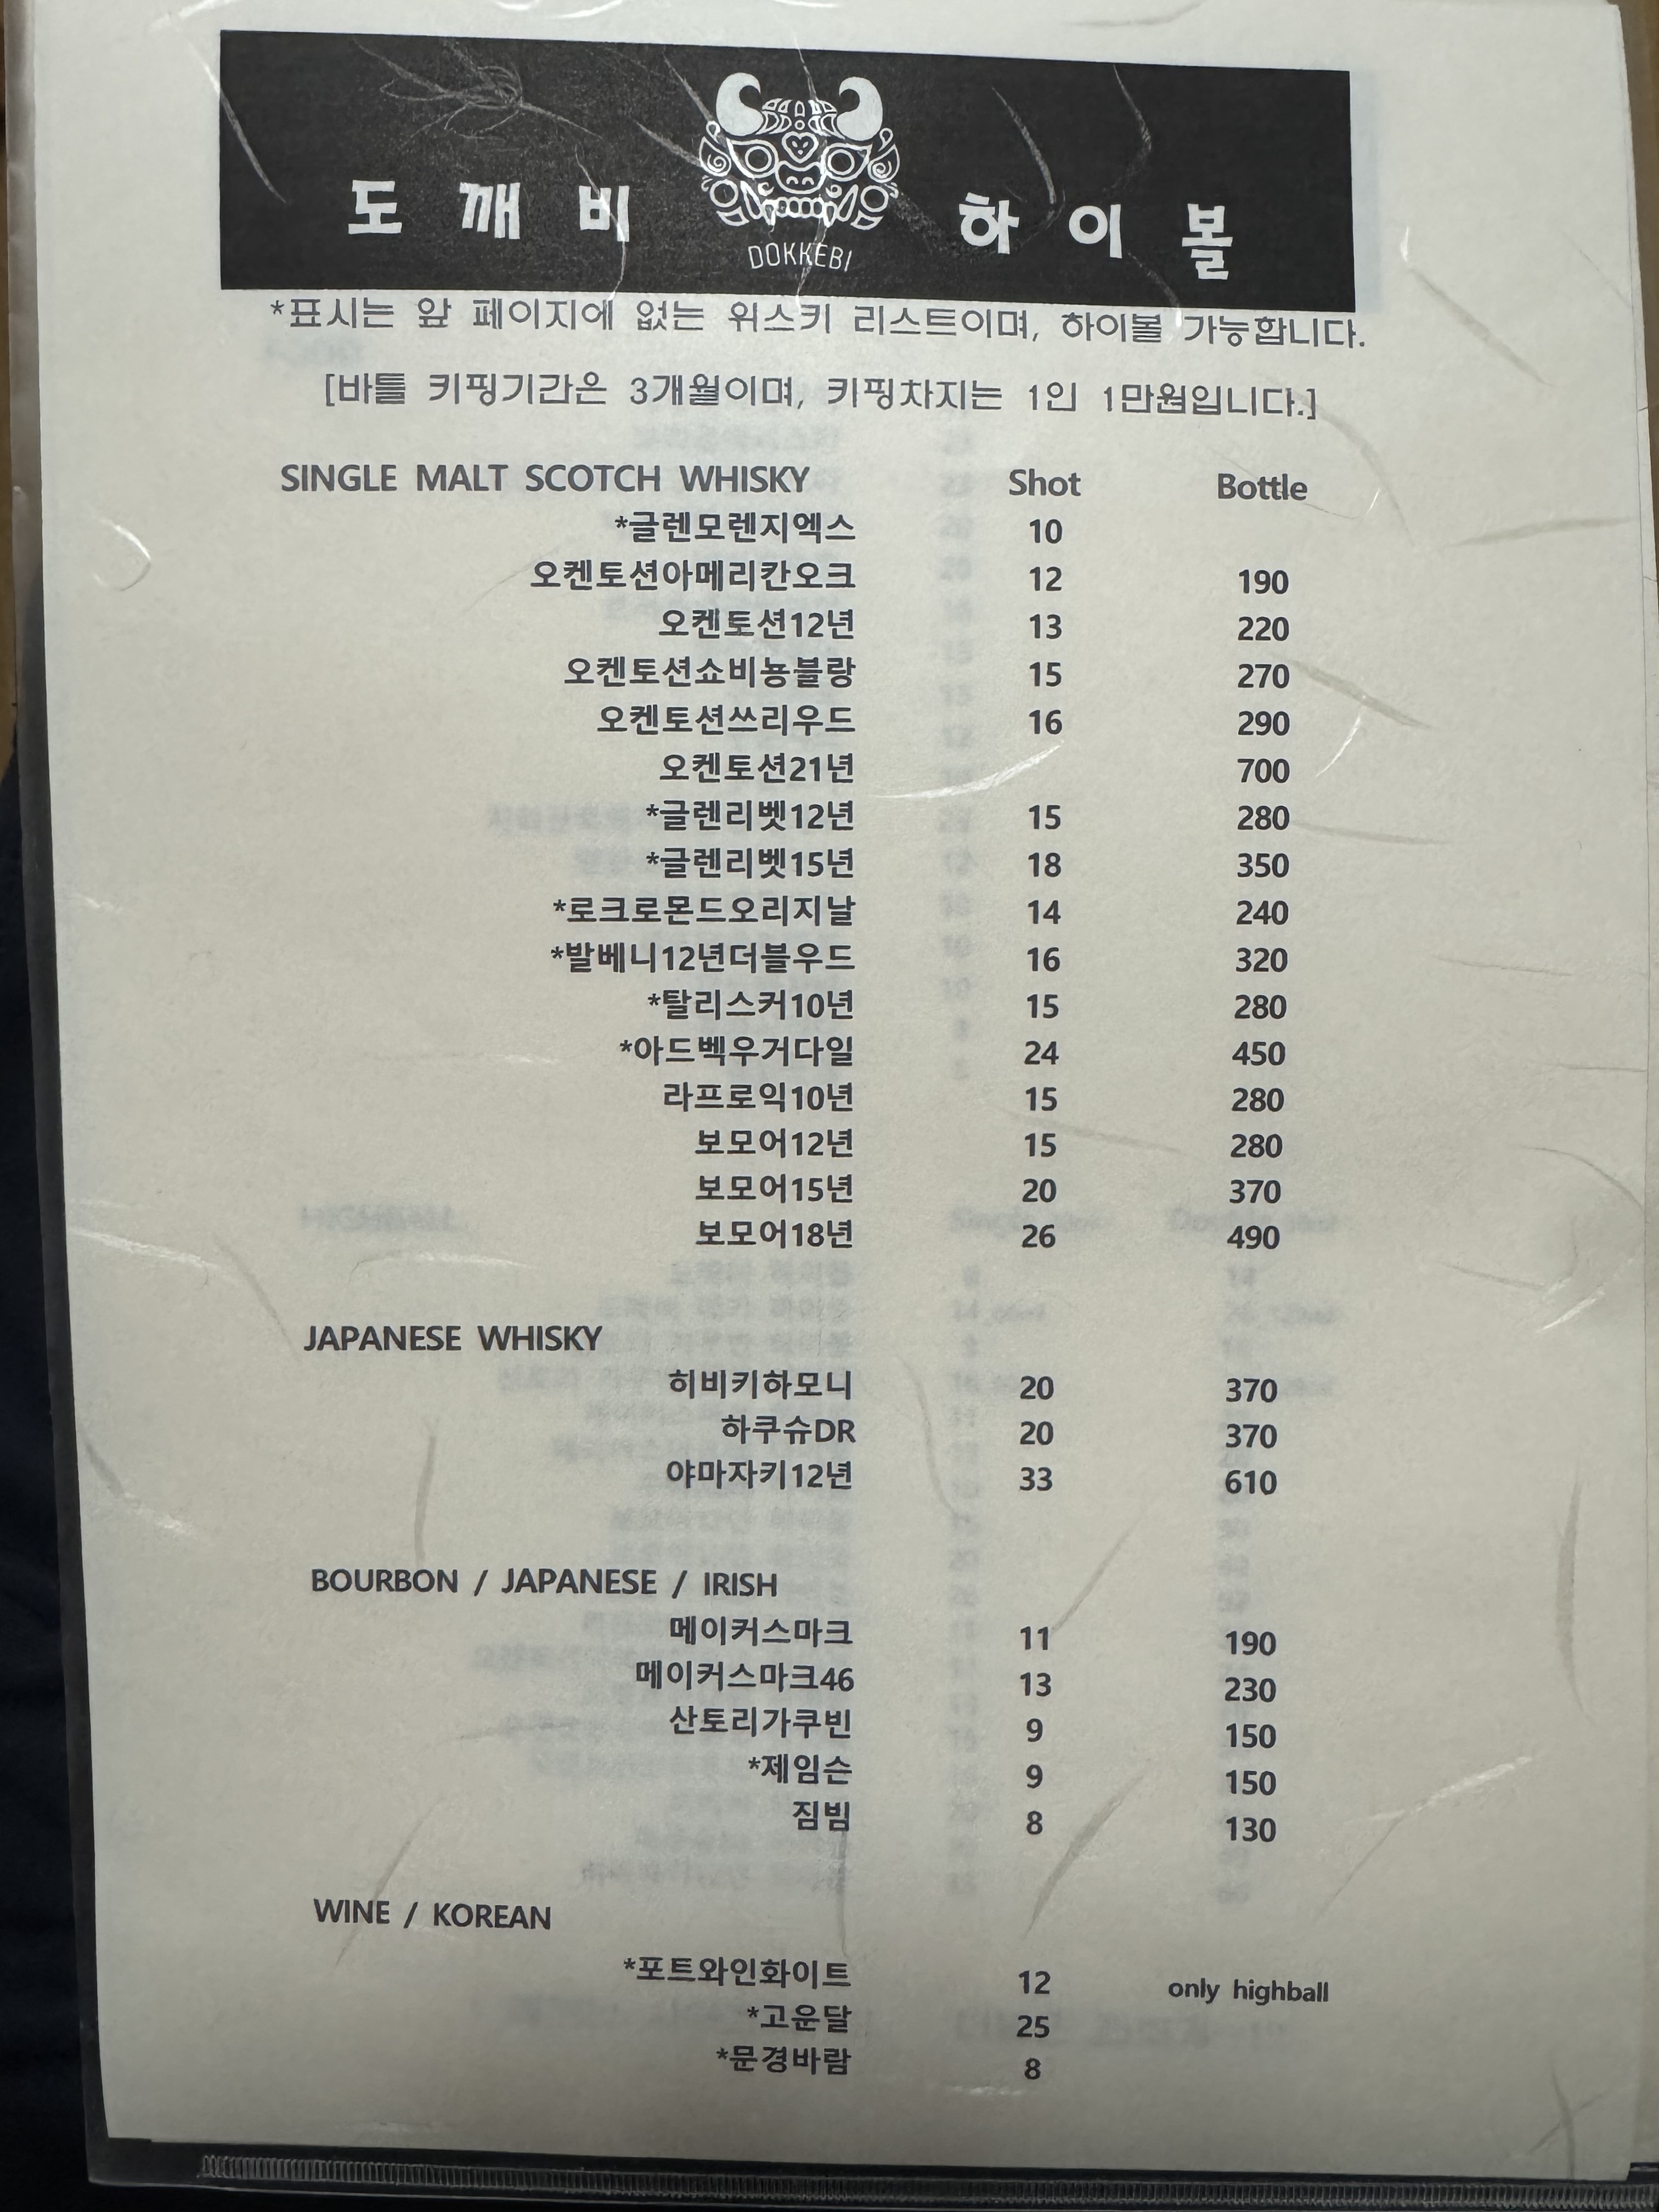 도깨비 하이볼
DOKKEBI
*표시는 앞 페이지에 없는 위스키 리스트이며, 하이볼 가능합니다.
[바틀 키핑기간은 3개월이며, 키핑차지는 1인 1만원입니다.]
SINGLE MALT SCOTCH WHISKY Shot Bottle
*글렌모렌지엑스 10
오켄토션아메리칸오크 12 190
오켄토션12년 13 220
오켄토션쇼비뇽블랑 15 270
오켄토션쓰리우드 16 290
오켄토션21년 700
*글렌리벳12년 15 280
*글렌리벳15년 18 350
*로크로몬드오리지날 14 240
*발베니12년더블우드 16 320
*탈리스커10년 15 280
*아드벡우거다일 24 450
라프로익10년 15 280
보모어12년 15 280
보모어15년 20 370
보모어18년 26 490
JAPANESE WHISKY
히비키하모니 20 370
하쿠슈DR 20 370
야마자키12년 33 610
BOURBON / JAPANESE / IRISH
메이커스마크 11 190
메이커스마크46 13 230
산토리가쿠빈 9 150
*제임슨 9 150
짐빔 8 130
WINE / KOREAN
*포트와인화이트 12 only highball
*고운달 25
*문경바람 8